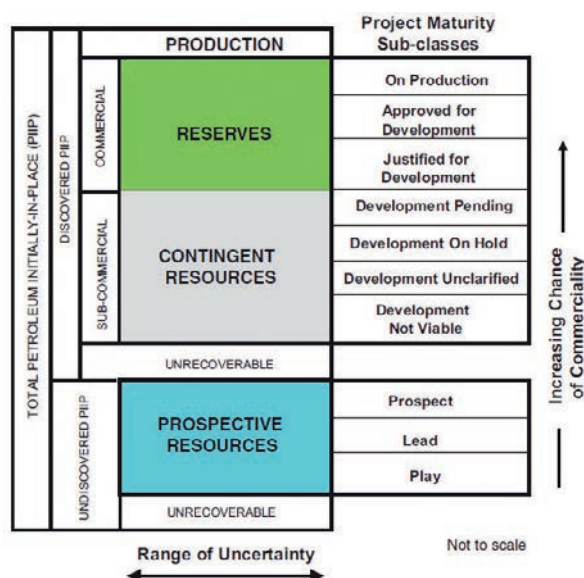 PRODUCTION
Project Maturity
Sub-classes
TOTAL PETROLEUM INITIALLY-IN-PLACE (PIIP)
DISCOVERED PIIP
COMMERCIAL
RESERVES
On Production
Approved for
Development
Justified for
Development
SUB-COMMERCIAL
CONTINGENT
RESOURCES
Development Pending
Development On Hold
Development Unclarified
Development
Not Viable
UNRECOVERABLE
UNDISCOVERED PIIP
PROSPECTIVE
RESOURCES
Prospect
Lead
Play
UNRECOVERABLE
Increasing Chance
of Commerciality
Range of Uncertainty
Not to scale